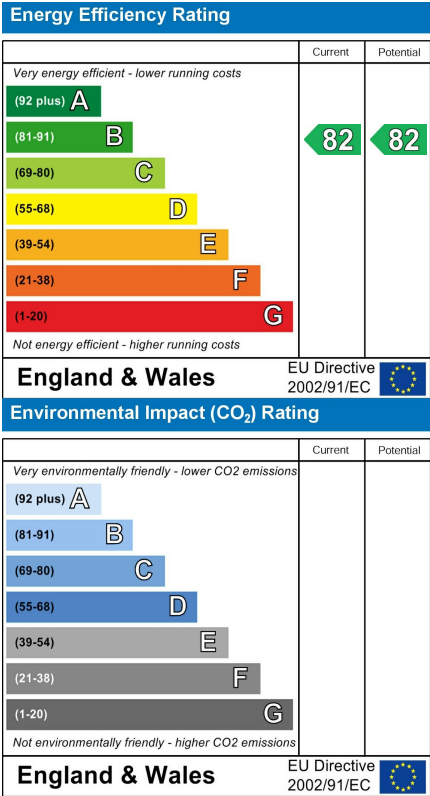 Energy Efficiency Rating
Current Potential
Very energy efficient - lower running costs
(92 plus) A
(81-91) B 82 82
(69-80) C
(55-68) D
(39-54) E
(21-38) F
(1-20) G
Not energy efficient - higher running costs
England & Wales EU Directive
2002/91/EC
Environmental Impact (CO₂) Rating
Current Potential
Very environmentally friendly - lower CO2 emissions
(92 plus) A
(81-91) B
(69-80) C
(55-68) D
(39-54) E
(21-38) F
(1-20) G
Not environmentally friendly - higher CO2 emissions
England & Wales EU Directive
2002/91/EC